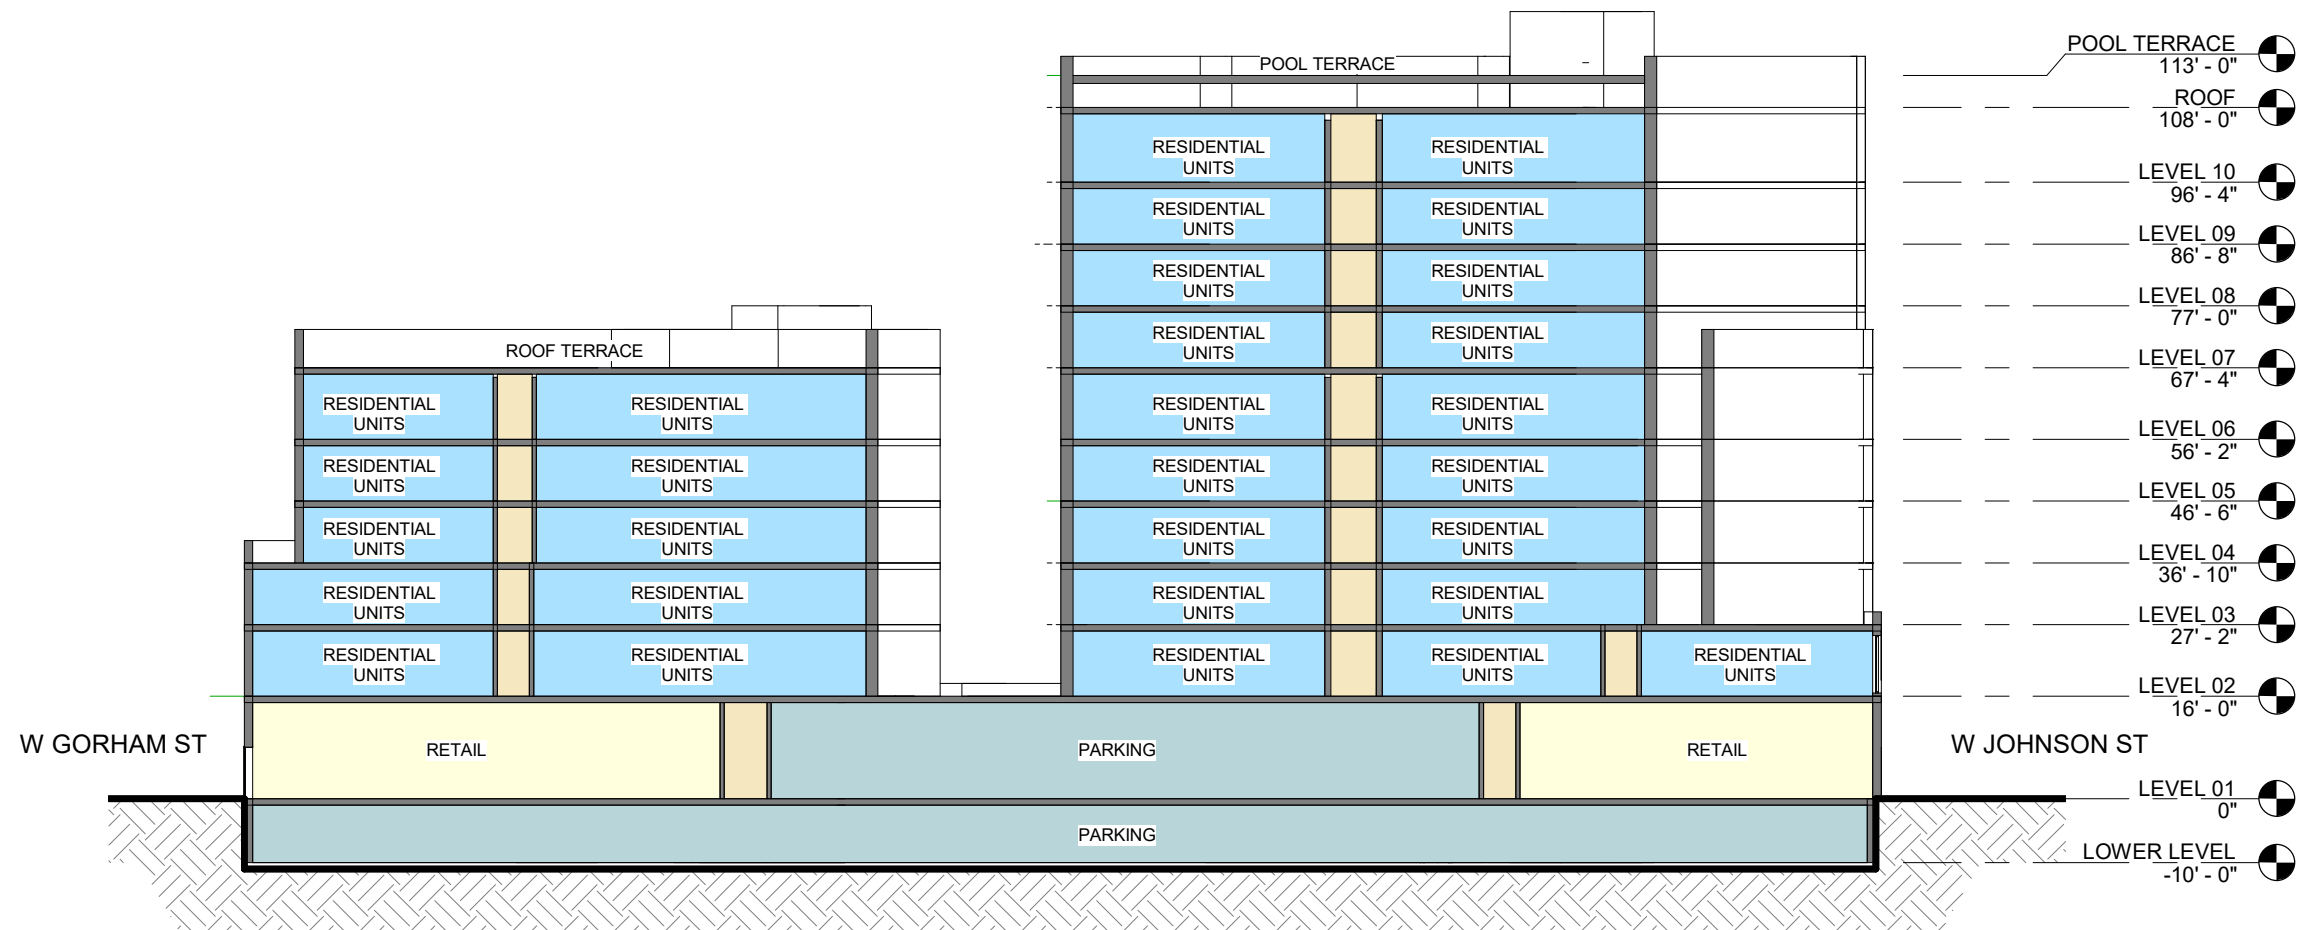 POOL TERRACE
POOL TERRACE
113' - 0"
ROOF
108' - 0"
RESIDENTIAL UNITS
RESIDENTIAL UNITS
LEVEL 10
96' - 4"
RESIDENTIAL UNITS
RESIDENTIAL UNITS
LEVEL 09
86' - 8"
RESIDENTIAL UNITS
RESIDENTIAL UNITS
LEVEL 08
77' - 0"
RESIDENTIAL UNITS
RESIDENTIAL UNITS
ROOF TERRACE
LEVEL 07
67' - 4"
RESIDENTIAL UNITS
RESIDENTIAL UNITS
RESIDENTIAL UNITS
RESIDENTIAL UNITS
LEVEL 06
56' - 2"
RESIDENTIAL UNITS
RESIDENTIAL UNITS
RESIDENTIAL UNITS
RESIDENTIAL UNITS
LEVEL 05
46' - 6"
RESIDENTIAL UNITS
RESIDENTIAL UNITS
RESIDENTIAL UNITS
RESIDENTIAL UNITS
LEVEL 04
36' - 10"
RESIDENTIAL UNITS
RESIDENTIAL UNITS
RESIDENTIAL UNITS
RESIDENTIAL UNITS
LEVEL 03
27' - 2"
RESIDENTIAL UNITS
RESIDENTIAL UNITS
RESIDENTIAL UNITS
RESIDENTIAL UNITS
RESIDENTIAL UNITS
LEVEL 02
16' - 0"
W GORHAM ST
RETAIL
PARKING
RETAIL
W JOHNSON ST
LEVEL 01
0"
PARKING
LOWER LEVEL
-10' - 0"